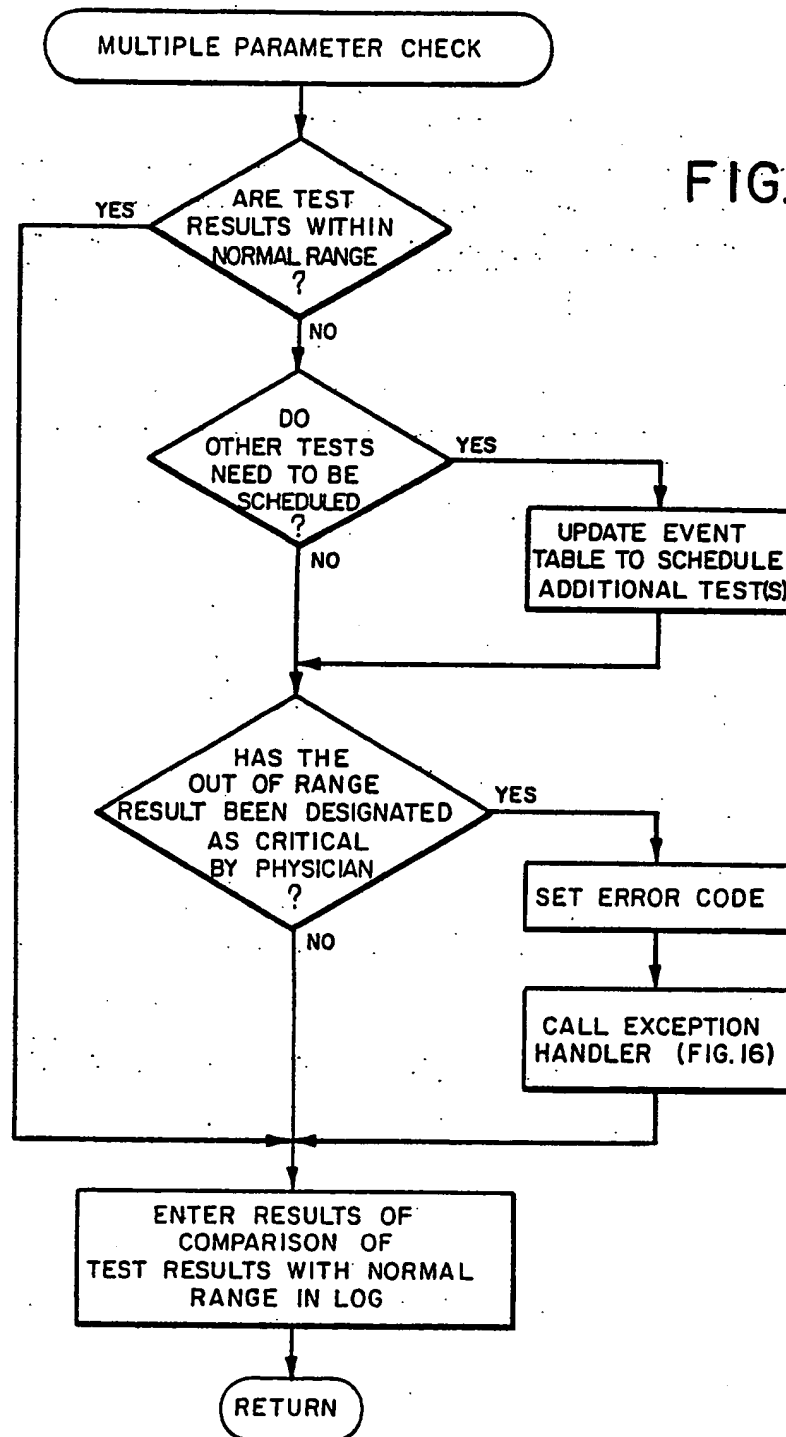 MULTIPLE PARAMETER CHECK
FIG.
ARE TEST
RESULTS WITHIN
NORMAL RANGE
?
YES
NO
DO
OTHER TESTS
NEED TO BE
SCHEDULED
?
YES
NO
UPDATE EVENT
TABLE TO SCHEDULE
ADDITIONAL TEST(S)
HAS THE
OUT OF RANGE
RESULT BEEN DESIGNATED
AS CRITICAL
BY PHYSICIAN
?
YES
NO
SET ERROR CODE
CALL EXCEPTION
HANDLER (FIG.16)
ENTER RESULTS OF
COMPARISON OF
TEST RESULTS WITH NORMAL
RANGE IN LOG
RETURN